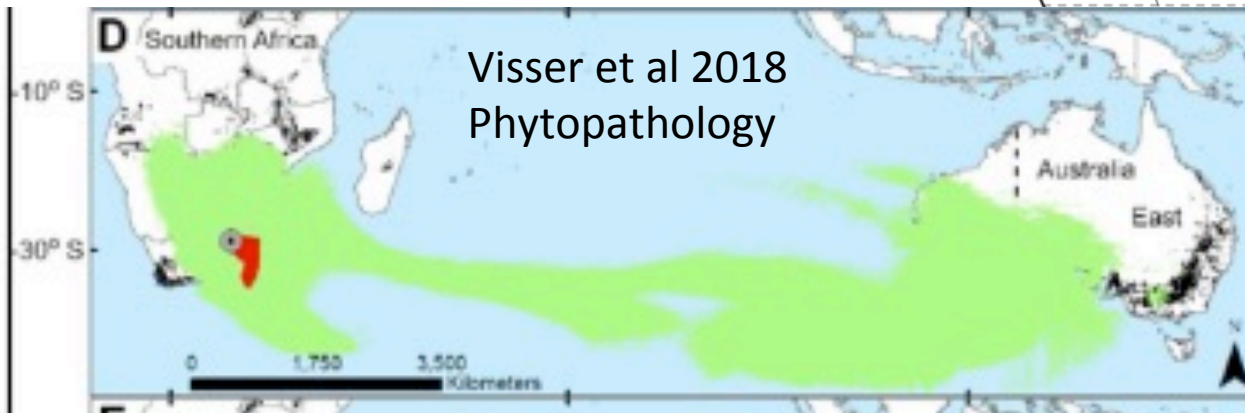 D Southern Africa
Visser et al 2018
Phytopathology
10° S
Australia
East
30° S
0 1,750 3,500
Kilometers
N